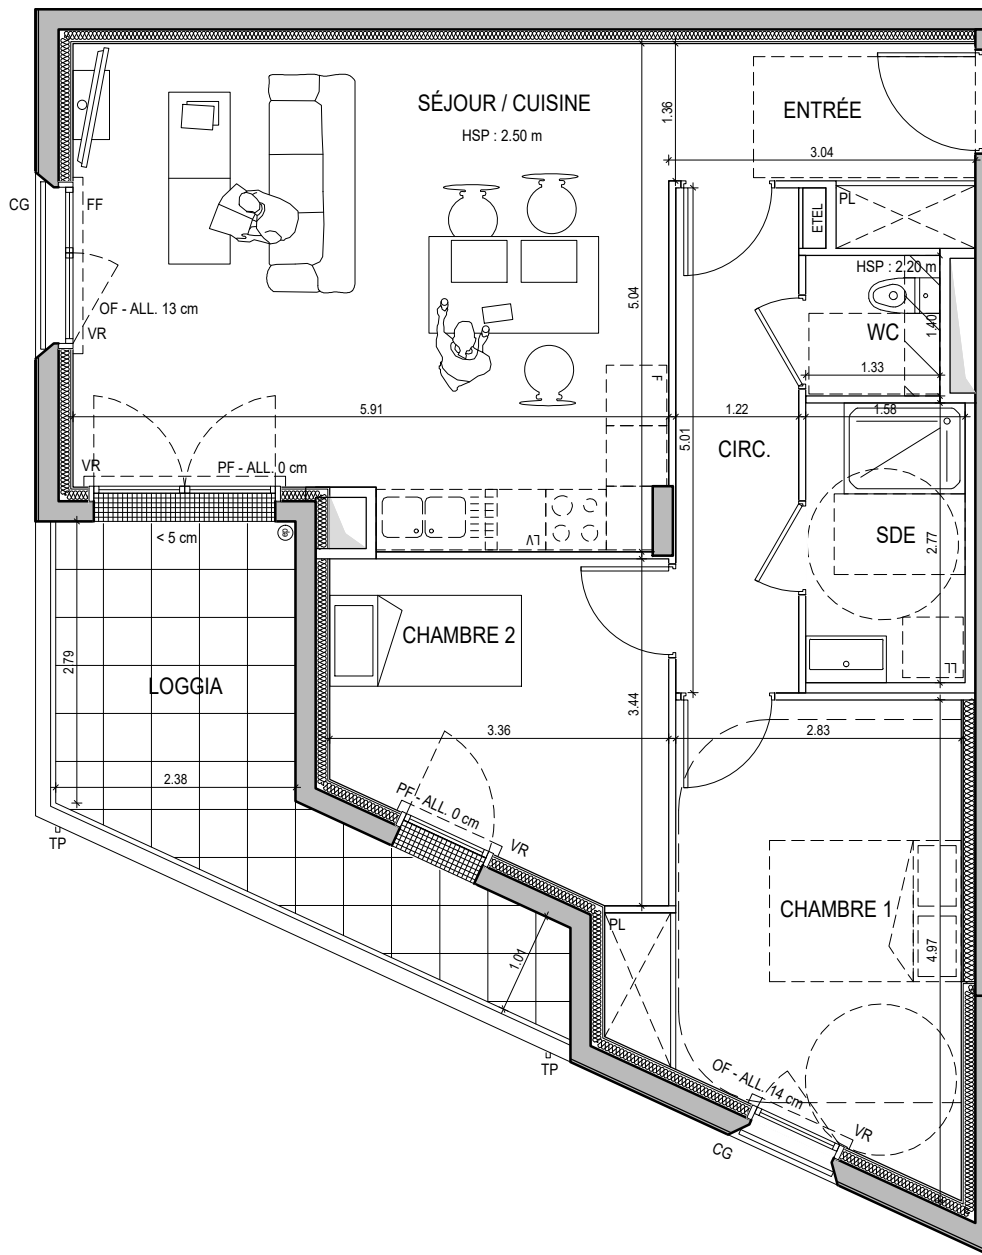 SÉJOUR / CUISINE
HSP : 2.50 m
ENTRÉE
1.36
3.04
CG
FF
PL
ETEL
HSP : 2.20 m
OF - ALL. 13 cm
VR
5.04
WC
1.40
1.33
F
5.91
1.22
1.58
5.01
CIRC.
VR
PF - ALL. 0 cm
< 5 cm
LV
SDE
2.77
CHAMBRE 2
LL
2.79
LOGGIA
3.44
3.36
2.83
2.38
PF - ALL. 0 cm
VR
TP
CHAMBRE 1
PL
4.97
1.01
TP
OF - ALL. 14 cm
VR
CG